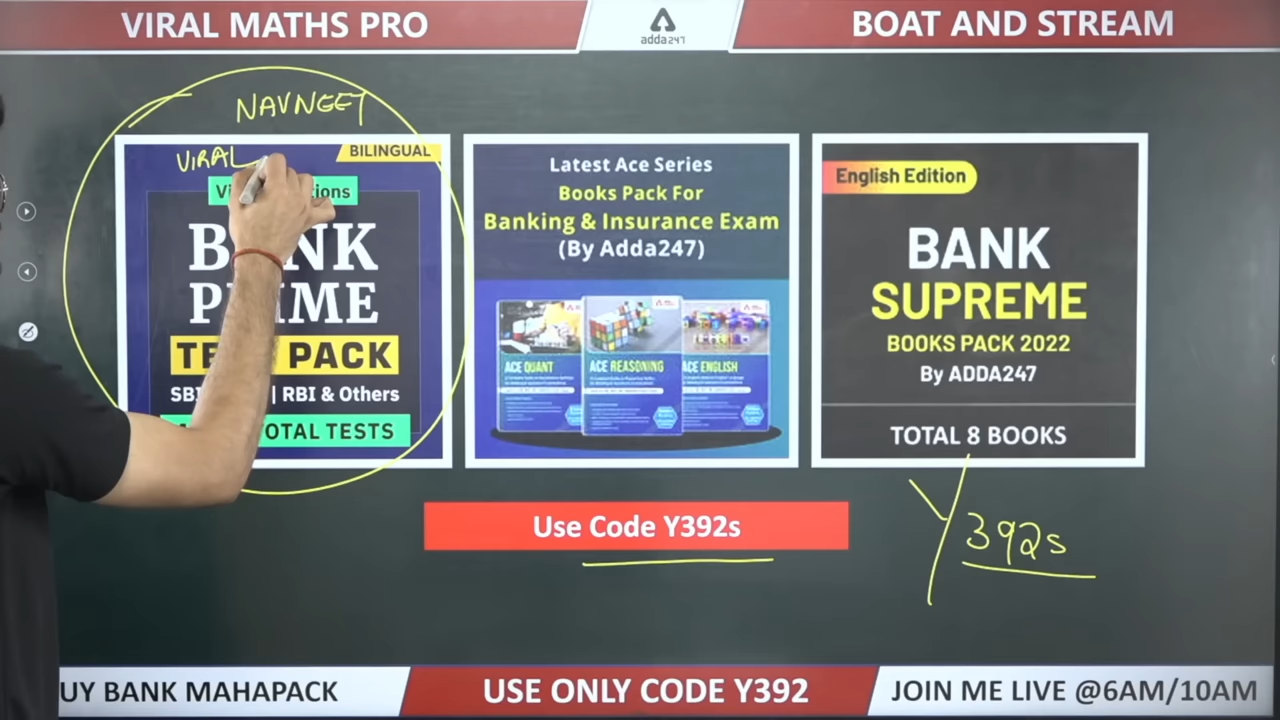 VIRAL MATHS PRO
adda247
BOAT AND STREAM
NAVNEET
VIRAL
BILINGUAL
BANK
PRIME
TEST PACK
SBI | RBI & Others
TOTAL TESTS
Latest Ace Series
Books Pack For
Banking & Insurance Exam
(By Adda247)
ACE QUANT
ACE REASONING
ACE ENGLISH
English Edition
BANK
SUPREME
BOOKS PACK 2022
By ADDA247
TOTAL 8 BOOKS
Use Code Y392s
Y392s
UY BANK MAHAPACK
USE ONLY CODE Y392
JOIN ME LIVE @6AM/10AM